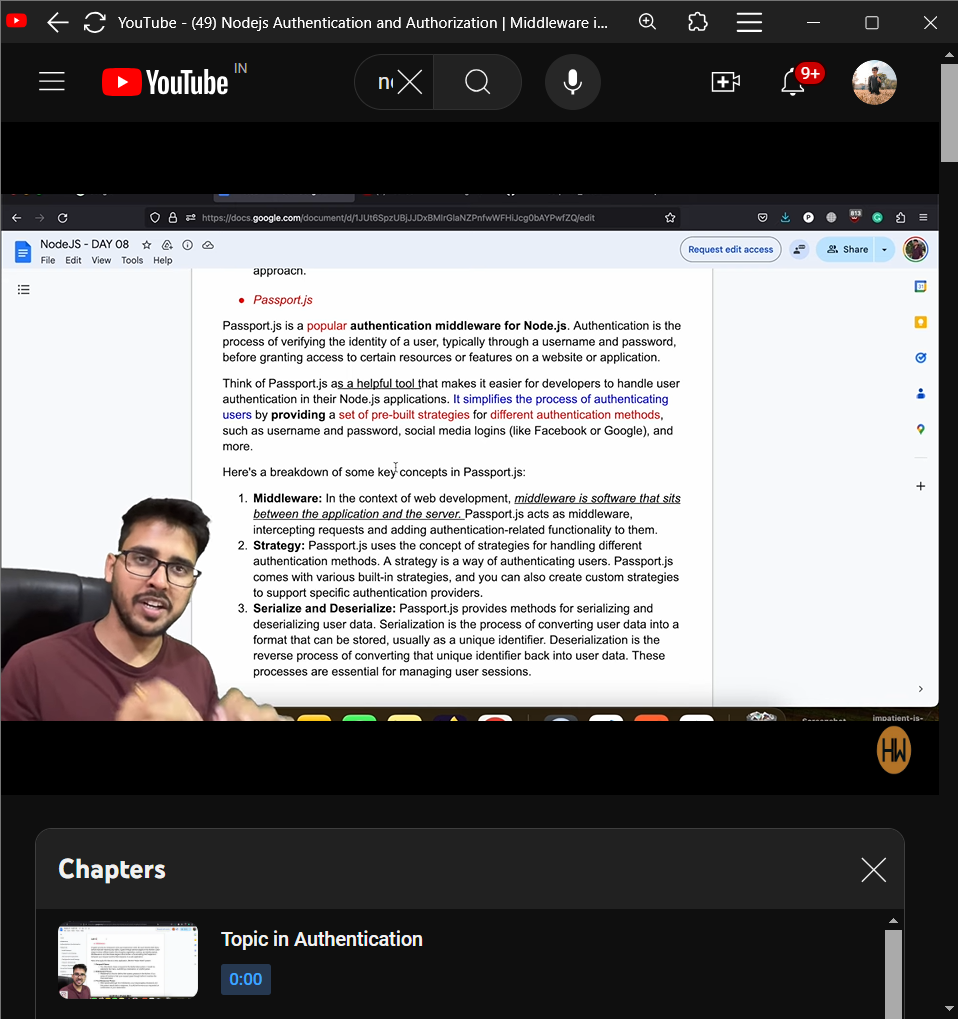 YouTube - (49) Nodejs Authentication and Authorization | Middleware i...
YouTube IN
9+
https://docs.google.com/document/d/1JUt6SpzUBjJJDxBMlrGlaNZPnfwWFHiJcg0bAYPwfZQ/edit
813
NodeJS - DAY 08
File Edit View Tools Help
Request edit access
Share
approach.
• Passport.js
Passport.js is a popular authentication middleware for Node.js. Authentication is the
process of verifying the identity of a user, typically through a username and password,
before granting access to certain resources or features on a website or application.
Think of Passport.js as a helpful tool that makes it easier for developers to handle user
authentication in their Node.js applications. It simplifies the process of authenticating
users by providing a set of pre-built strategies for different authentication methods,
such as username and password, social media logins (like Facebook or Google), and
more.
Here's a breakdown of some key concepts in Passport.js:
1. Middleware: In the context of web development, middleware is software that sits
between the application and the server. Passport.js acts as middleware,
intercepting requests and adding authentication-related functionality to them.
2. Strategy: Passport.js uses the concept of strategies for handling different
authentication methods. A strategy is a way of authenticating users. Passport.js
comes with various built-in strategies, and you can also create custom strategies
to support specific authentication providers.
3. Serialize and Deserialize: Passport.js provides methods for serializing and
deserializing user data. Serialization is the process of converting user data into a
format that can be stored, usually as a unique identifier. Deserialization is the
reverse process of converting that unique identifier back into user data. These
processes are essential for managing user sessions.
impatient-is-
HW
Chapters
Topic in Authentication
0:00